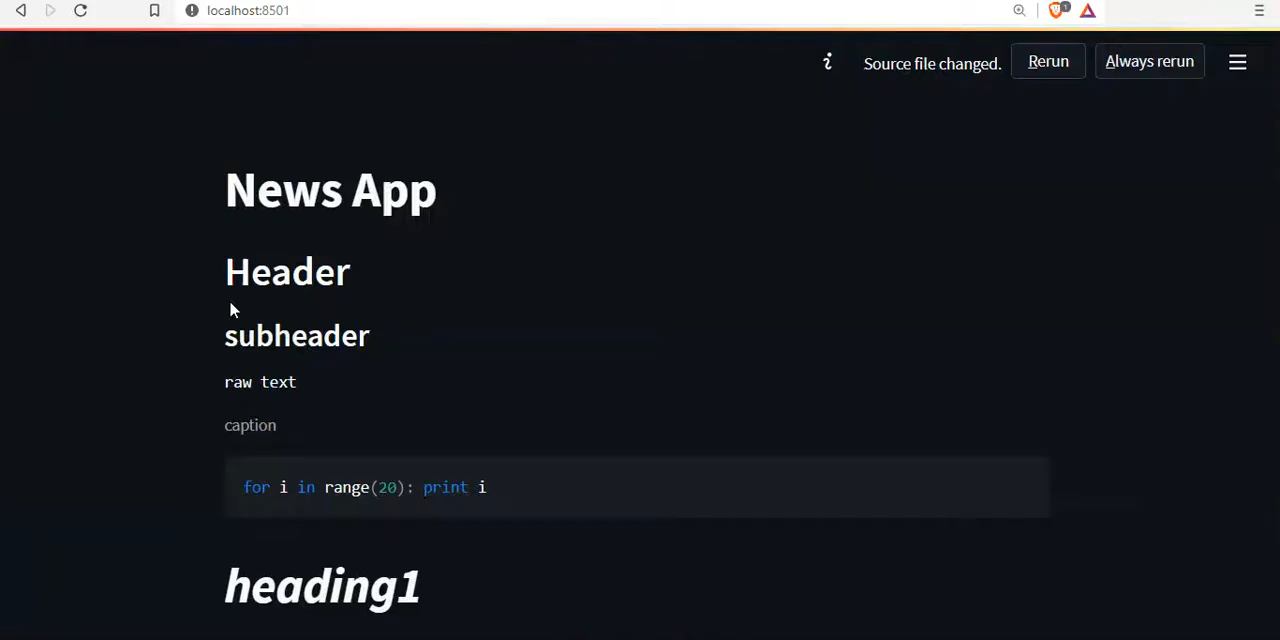 localhost:8501
1
Source file changed. Rerun Always rerun
News App
Header
subheader
raw text
caption
for i in range(20): print i
heading1